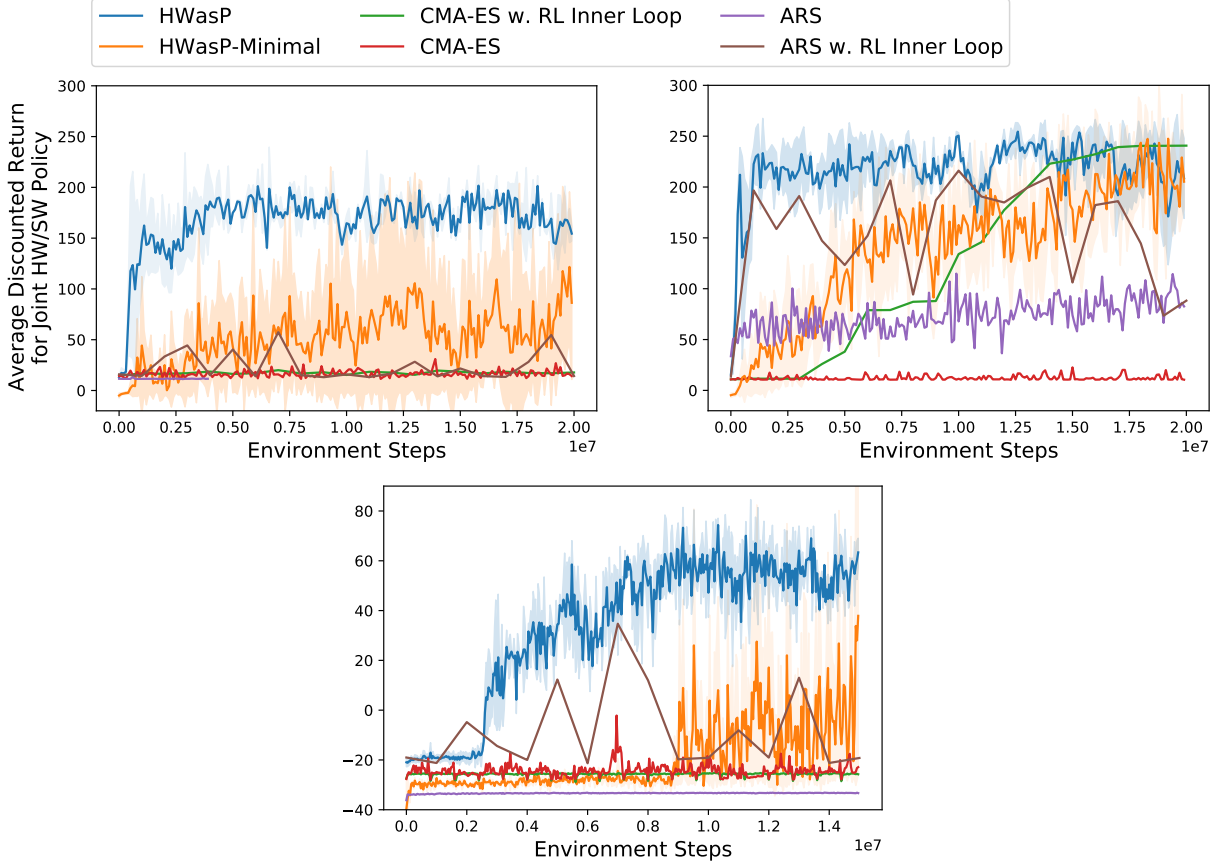 HWasP CMA-ES w. RL Inner Loop ARS
HWasP-Minimal CMA-ES ARS w. RL Inner Loop
Average Discounted Return
for Joint HW/SW Policy
300
250
200
150
100
50
0
0.00 0.25 0.50 0.75 1.00 1.25 1.50 1.75 2.00
1e7
Environment Steps
300
250
200
150
100
50
0
0.00 0.25 0.50 0.75 1.00 1.25 1.50 1.75 2.00
1e7
Environment Steps
80
60
40
20
0
−20
−40
0.0 0.2 0.4 0.6 0.8 1.0 1.2 1.4
1e7
Environment Steps